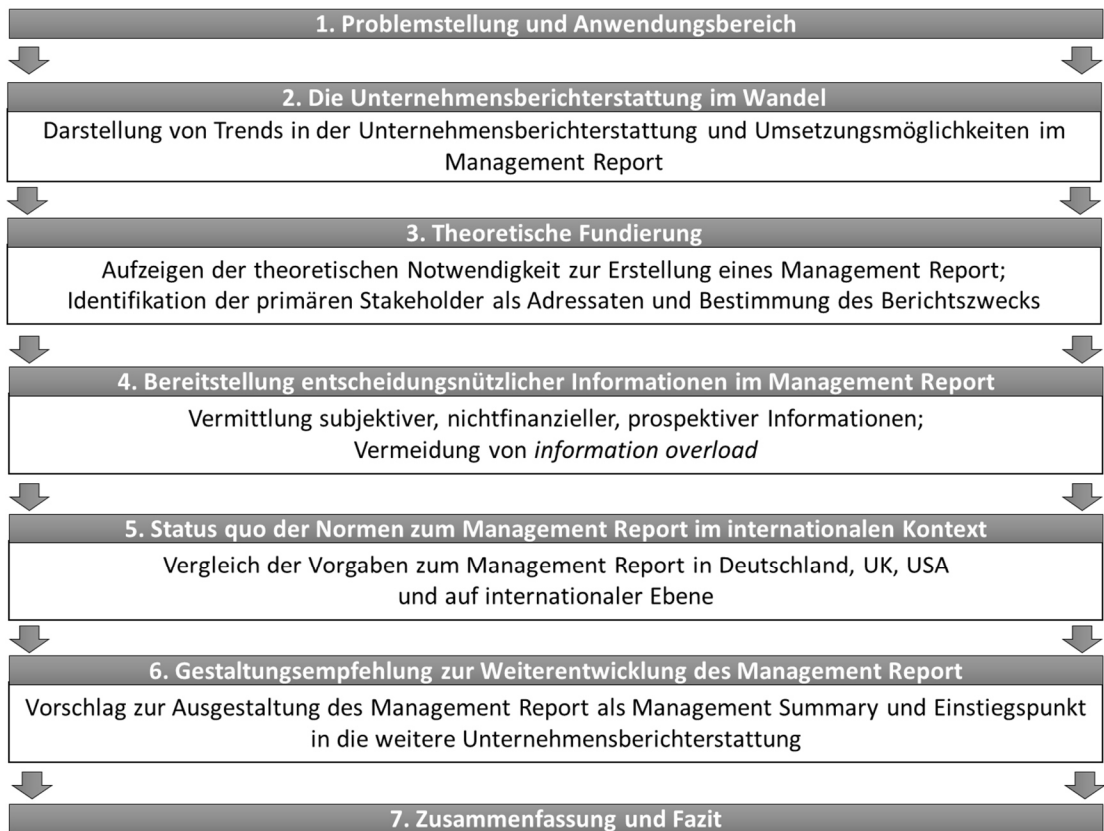 1. Problemstellung und Anwendungsbereich
2. Die Unternehmensberichterstattung im Wandel
Darstellung von Trends in der Unternehmensberichterstattung und Umsetzungsmöglichkeiten im
Management Report
3. Theoretische Fundierung
Aufzeigen der theoretischen Notwendigkeit zur Erstellung eines Management Report;
Identifikation der primären Stakeholder als Adressaten und Bestimmung des Berichtszwecks
4. Bereitstellung entscheidungsnützlicher Informationen im Management Report
Vermittlung subjektiver, nichtfinanzieller, prospektiver Informationen;
Vermeidung von information overload
5. Status quo der Normen zum Management Report im internationalen Kontext
Vergleich der Vorgaben zum Management Report in Deutschland, UK, USA
und auf internationaler Ebene
6. Gestaltungsempfehlung zur Weiterentwicklung des Management Report
Vorschlag zur Ausgestaltung des Management Report als Management Summary und Einstiegspunkt
in die weitere Unternehmensberichterstattung
7. Zusammenfassung und Fazit